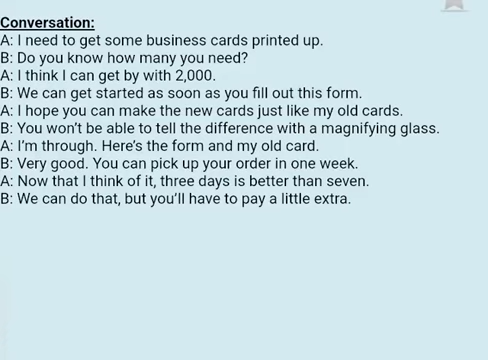 Conversation:
A: I need to get some business cards printed up.
B: Do you know how many you need?
A: I think I can get by with 2,000.
B: We can get started as soon as you fill out this form.
A: I hope you can make the new cards just like my old cards.
B: You won’t be able to tell the difference with a magnifying glass.
A: I’m through. Here’s the form and my old card.
B: Very good. You can pick up your order in one week.
A: Now that I think of it, three days is better than seven.
B: We can do that, but you’ll have to pay a little extra.